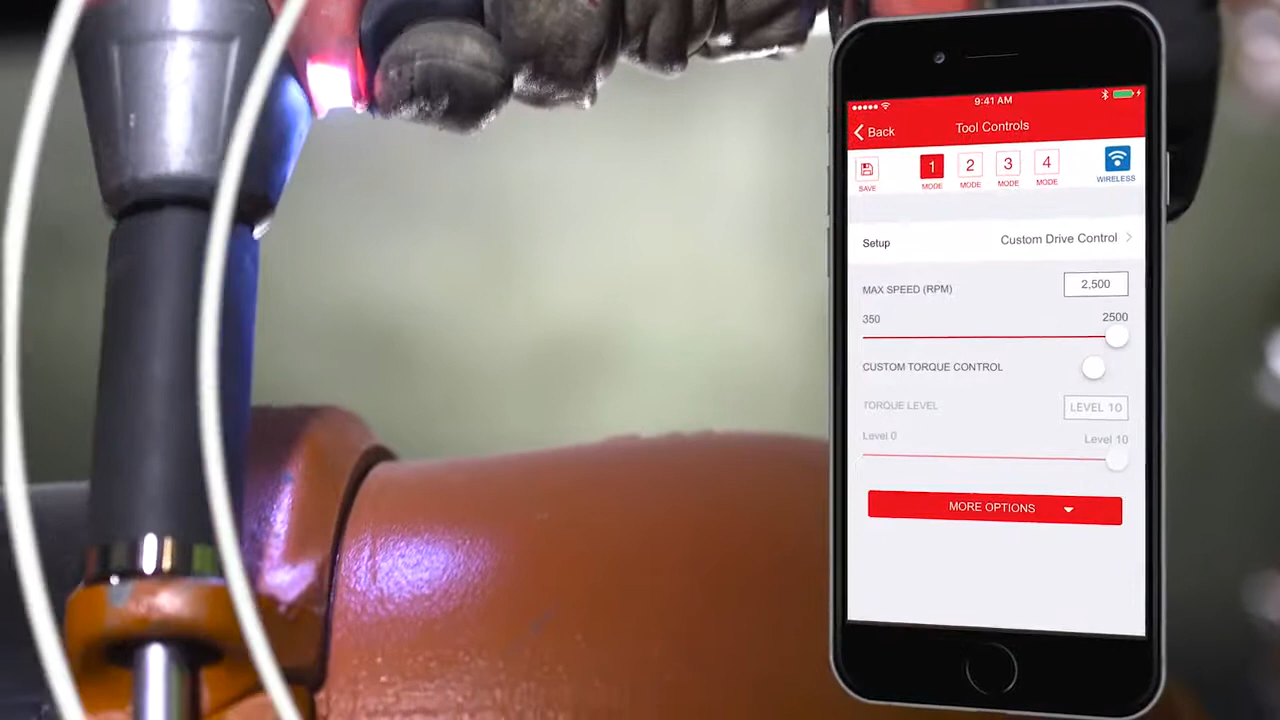 9:41 AM
Back
Tool Controls
1 2 3 4
SAVE MODE MODE MODE MODE WIRELESS
Setup Custom Drive Control
MAX SPEED (RPM) 2,500
350 2500
CUSTOM TORQUE CONTROL
TORQUE LEVEL LEVEL 10
Level 0 Level 10
MORE OPTIONS